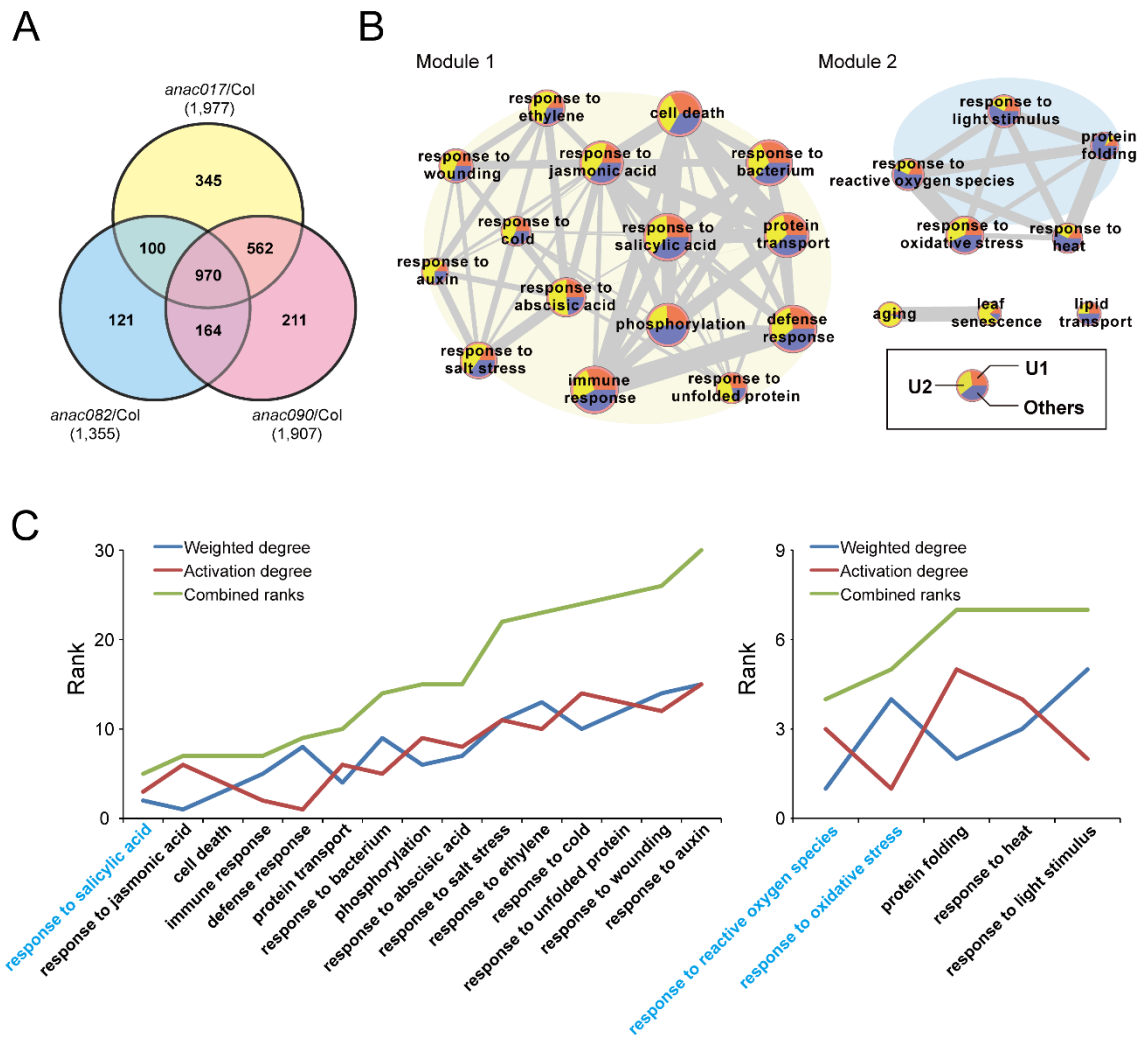 A
anac017/Col
(1,977)
345
100
562
970
121
164
211
anac082/Col
(1,355)
anac090/Col
(1,907)
B
Module 1
response to
ethylene
cell death
response to
wounding
response to
jasmonic acid
response to
bacterium
response to
cold
response to
salicylic acid
protein
transport
response to
auxin
response to
abscisic acid
phosphorylation
defense
response
response to
salt stress
immune
response
response to
unfolded protein
Module 2
response to
light stimulus
protein
folding
response to
reactive oxygen species
response to
oxidative stress
response to
heat
aging
leaf
senescence
lipid
transport
U1
U2
Others
C
Weighted degree
Activation degree
Combined ranks
Rank
30
20
10
0
response to salicylic acid
response to jasmonic acid
cell death
immune response
defense response
protein transport
response to bacterium
phosphorylation
response to abscisic acid
response to salt stress
response to ethylene
response to cold
response to unfolded protein
response to wounding
response to auxin
Weighted degree
Activation degree
Combined ranks
Rank
9
6
3
0
response to reactive oxygen species
response to oxidative stress
protein folding
response to heat
response to light stimulus